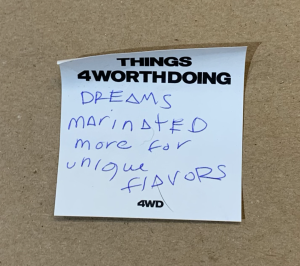 THINGS
4WORTHDOING
DREAMS
MARINATED
more for
unique
FLAVORS
4WD